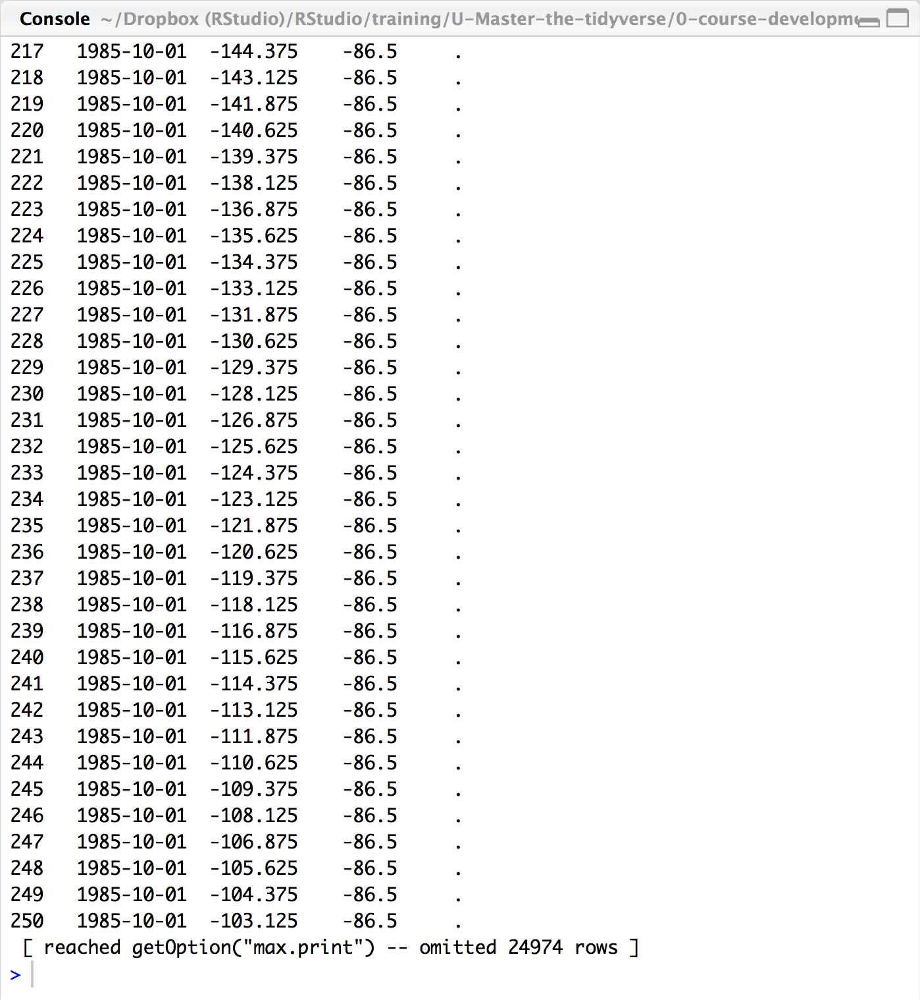 Console ~/Dropbox (RStudio)/RStudio/training/U-Master-the-tidyverse/0-course-developme
217 1985-10-01 -144.375 -86.5 .
218 1985-10-01 -143.125 -86.5 .
219 1985-10-01 -141.875 -86.5 .
220 1985-10-01 -140.625 -86.5 .
221 1985-10-01 -139.375 -86.5 .
222 1985-10-01 -138.125 -86.5 .
223 1985-10-01 -136.875 -86.5 .
224 1985-10-01 -135.625 -86.5 .
225 1985-10-01 -134.375 -86.5 .
226 1985-10-01 -133.125 -86.5 .
227 1985-10-01 -131.875 -86.5 .
228 1985-10-01 -130.625 -86.5 .
229 1985-10-01 -129.375 -86.5 .
230 1985-10-01 -128.125 -86.5 .
231 1985-10-01 -126.875 -86.5 .
232 1985-10-01 -125.625 -86.5 .
233 1985-10-01 -124.375 -86.5 .
234 1985-10-01 -123.125 -86.5 .
235 1985-10-01 -121.875 -86.5 .
236 1985-10-01 -120.625 -86.5 .
237 1985-10-01 -119.375 -86.5 .
238 1985-10-01 -118.125 -86.5 .
239 1985-10-01 -116.875 -86.5 .
240 1985-10-01 -115.625 -86.5 .
241 1985-10-01 -114.375 -86.5 .
242 1985-10-01 -113.125 -86.5 .
243 1985-10-01 -111.875 -86.5 .
244 1985-10-01 -110.625 -86.5 .
245 1985-10-01 -109.375 -86.5 .
246 1985-10-01 -108.125 -86.5 .
247 1985-10-01 -106.875 -86.5 .
248 1985-10-01 -105.625 -86.5 .
249 1985-10-01 -104.375 -86.5 .
250 1985-10-01 -103.125 -86.5 .
[ reached getOption("max.print") -- omitted 24974 rows ]
>